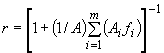 r = [1 + (1/A) ∑_{i=1}^{m} (A_i f_i)]^{-1}